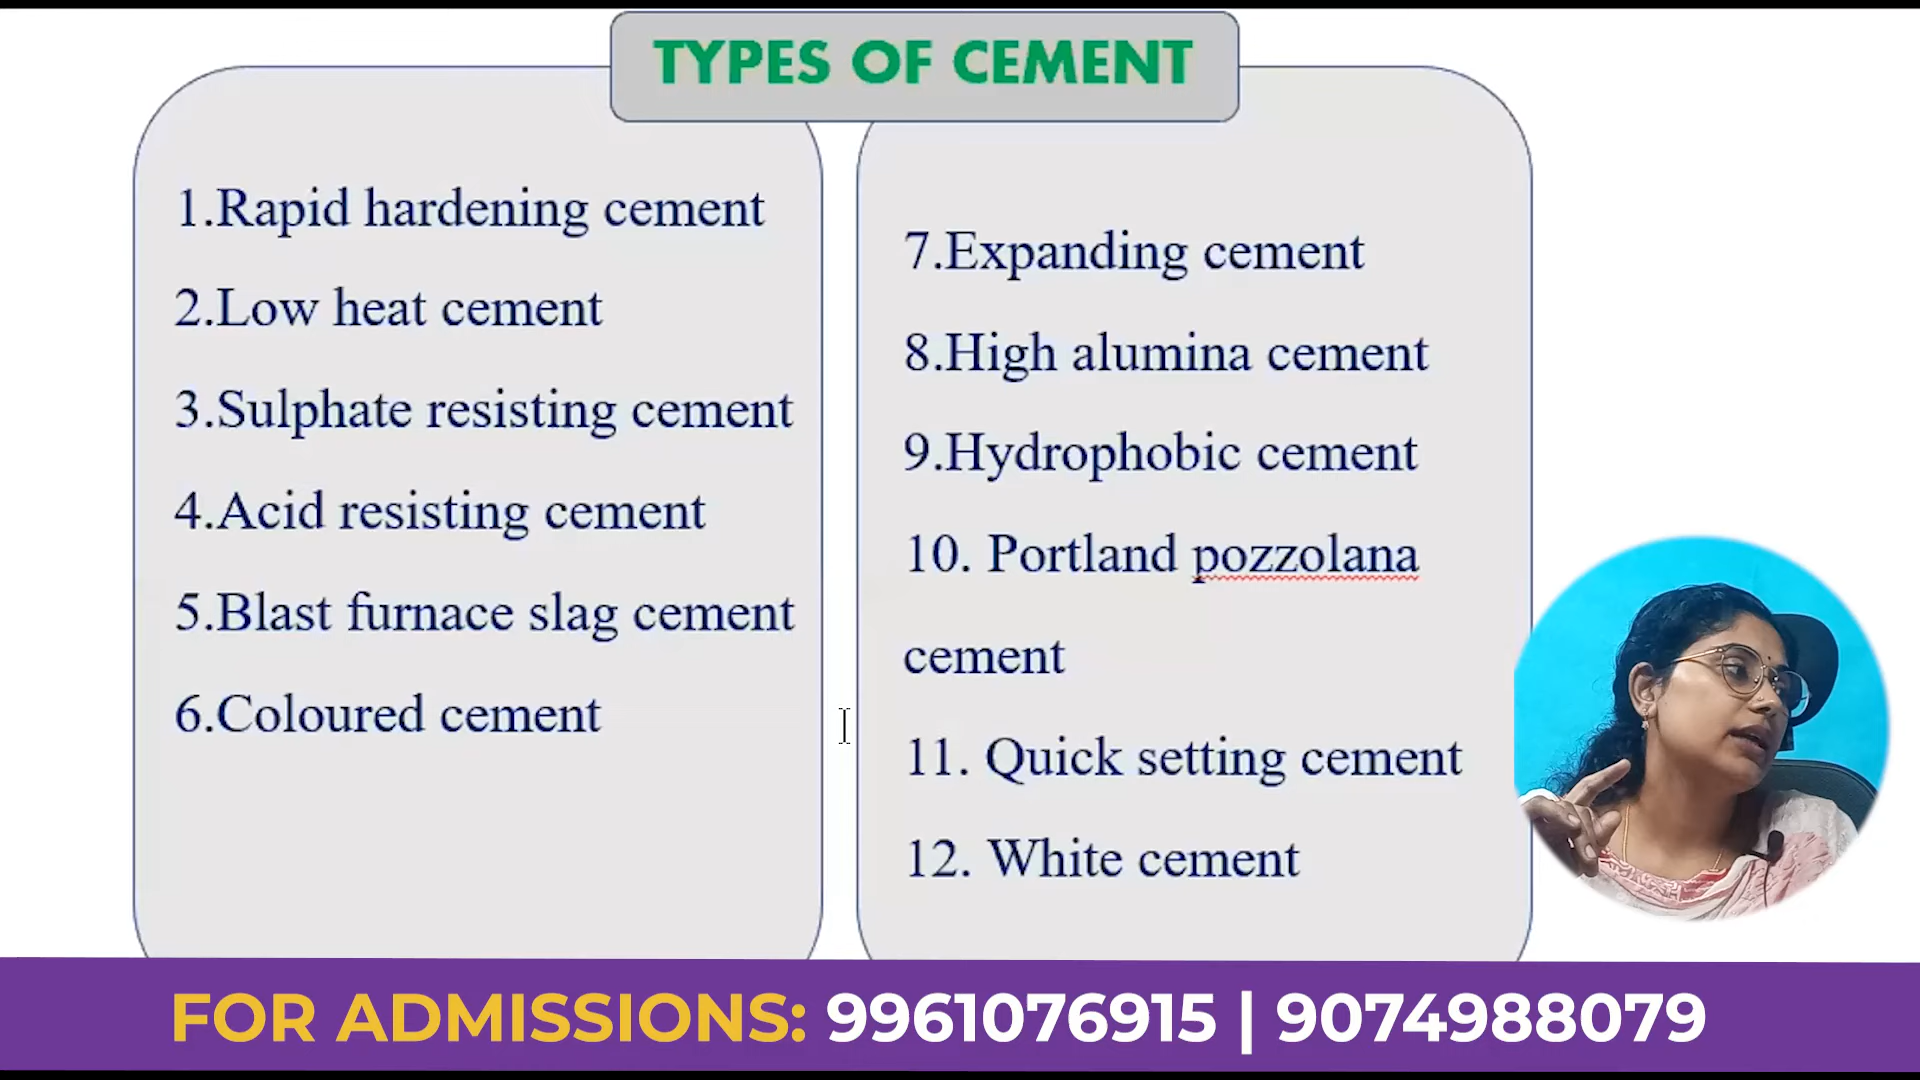 TYPES OF CEMENT
1.Rapid hardening cement
2.Low heat cement
3.Sulphate resisting cement
4.Acid resisting cement
5.Blast furnace slag cement
6.Coloured cement
7.Expanding cement
8.High alumina cement
9.Hydrophobic cement
10. Portland pozzolana
cement
11. Quick setting cement
12. White cement
FOR ADMISSIONS: 9961076915 | 9074988079